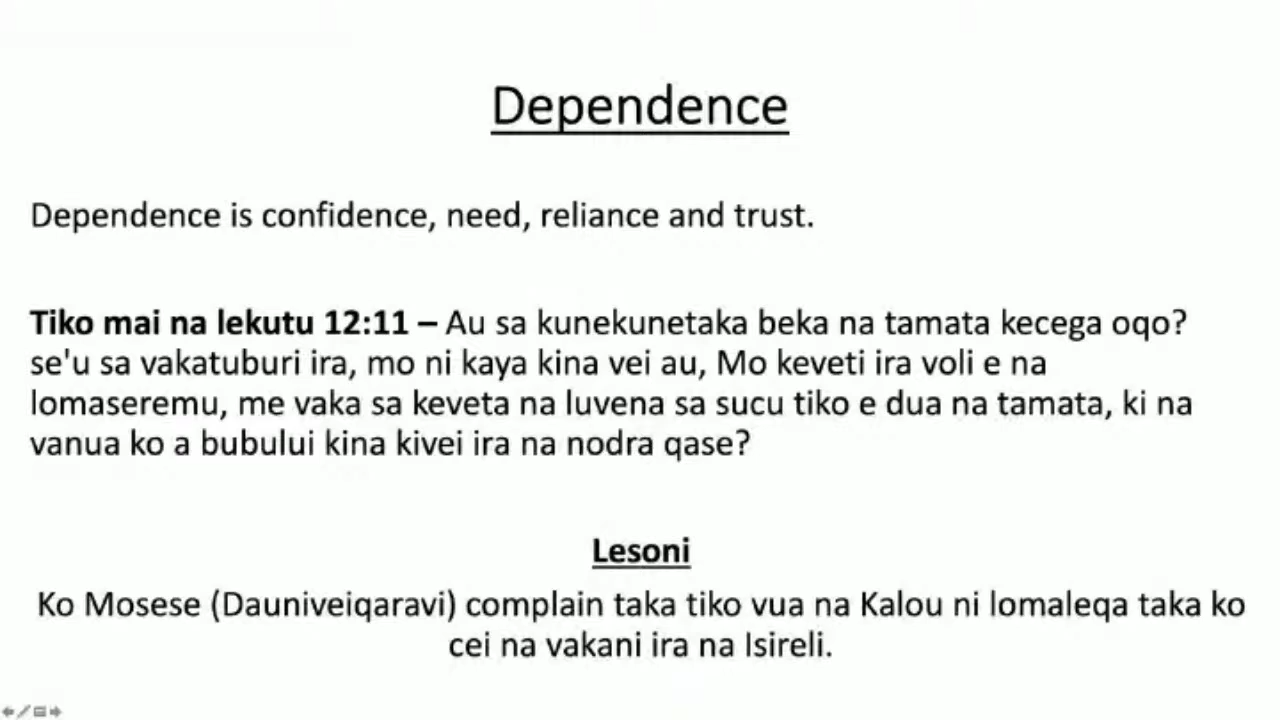 Dependence
Dependence is confidence, need, reliance and trust.
Tiko mai na lekutu 12:11 – Au sa kunekunetaka beka na tamata kecega oqo?
se'u sa vakatuburi ira, mo ni kaya kina vei au, Mo keveti ira voli e na
lomaseremu, me vaka sa keveta na luvena sa sucu tiko e dua na tamata, ki na
vanua ko a bubului kina kivei ira na nodra qase?
Lesoni
Ko Mosese (Dauniveiqaravi) complain taka tiko vua na Kalou ni lomaleqa taka ko
cei na vakani ira na Isireli.